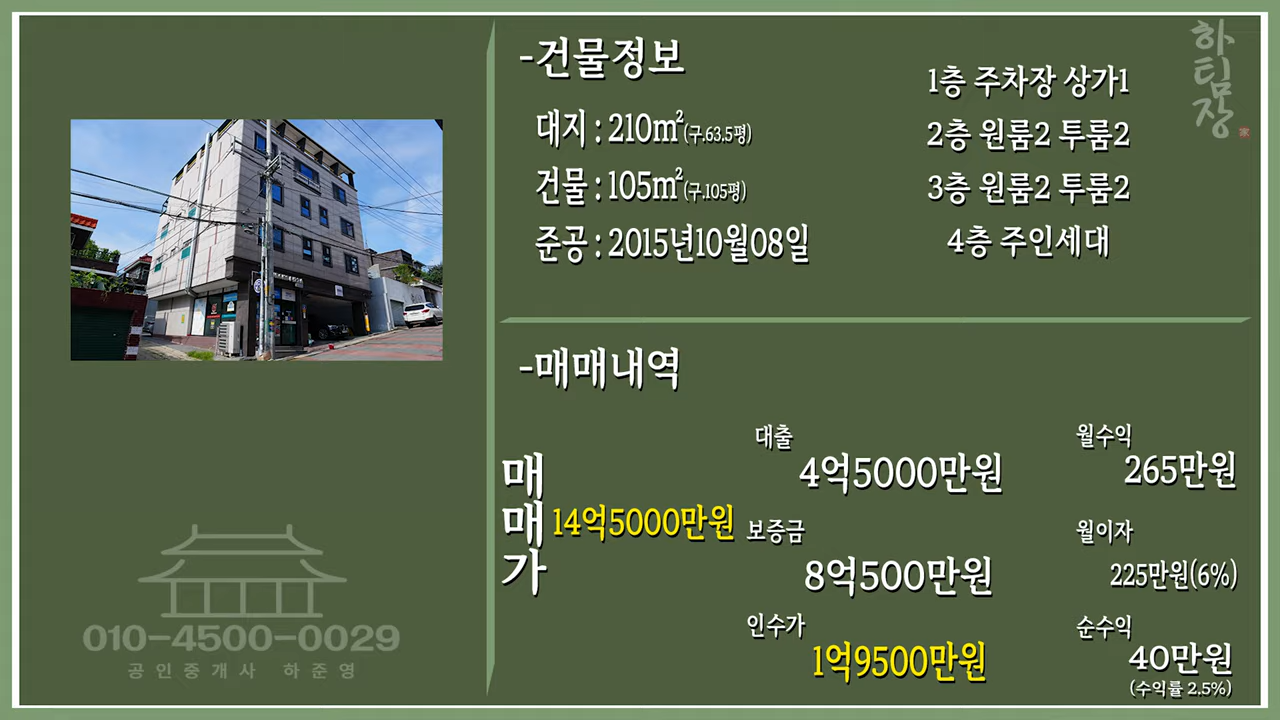 -건물정보
대지 : 210㎡(구.63.5평)
건물 : 105㎡(구.105평)
준공 : 2015년10월08일
1층 주차장 상가1
2층 원룸2 투룸2
3층 원룸2 투룸2
4층 주인세대
하팀장
家
-매매내역
매매가
14억5000만원
대출
4억5000만원
보증금
8억500만원
인수가
1억9500만원
월수익
265만원
월이자
225만원(6%)
순수익
40만원
(수익률 2.5%)
010-4500-0029
공인중개사 하준영